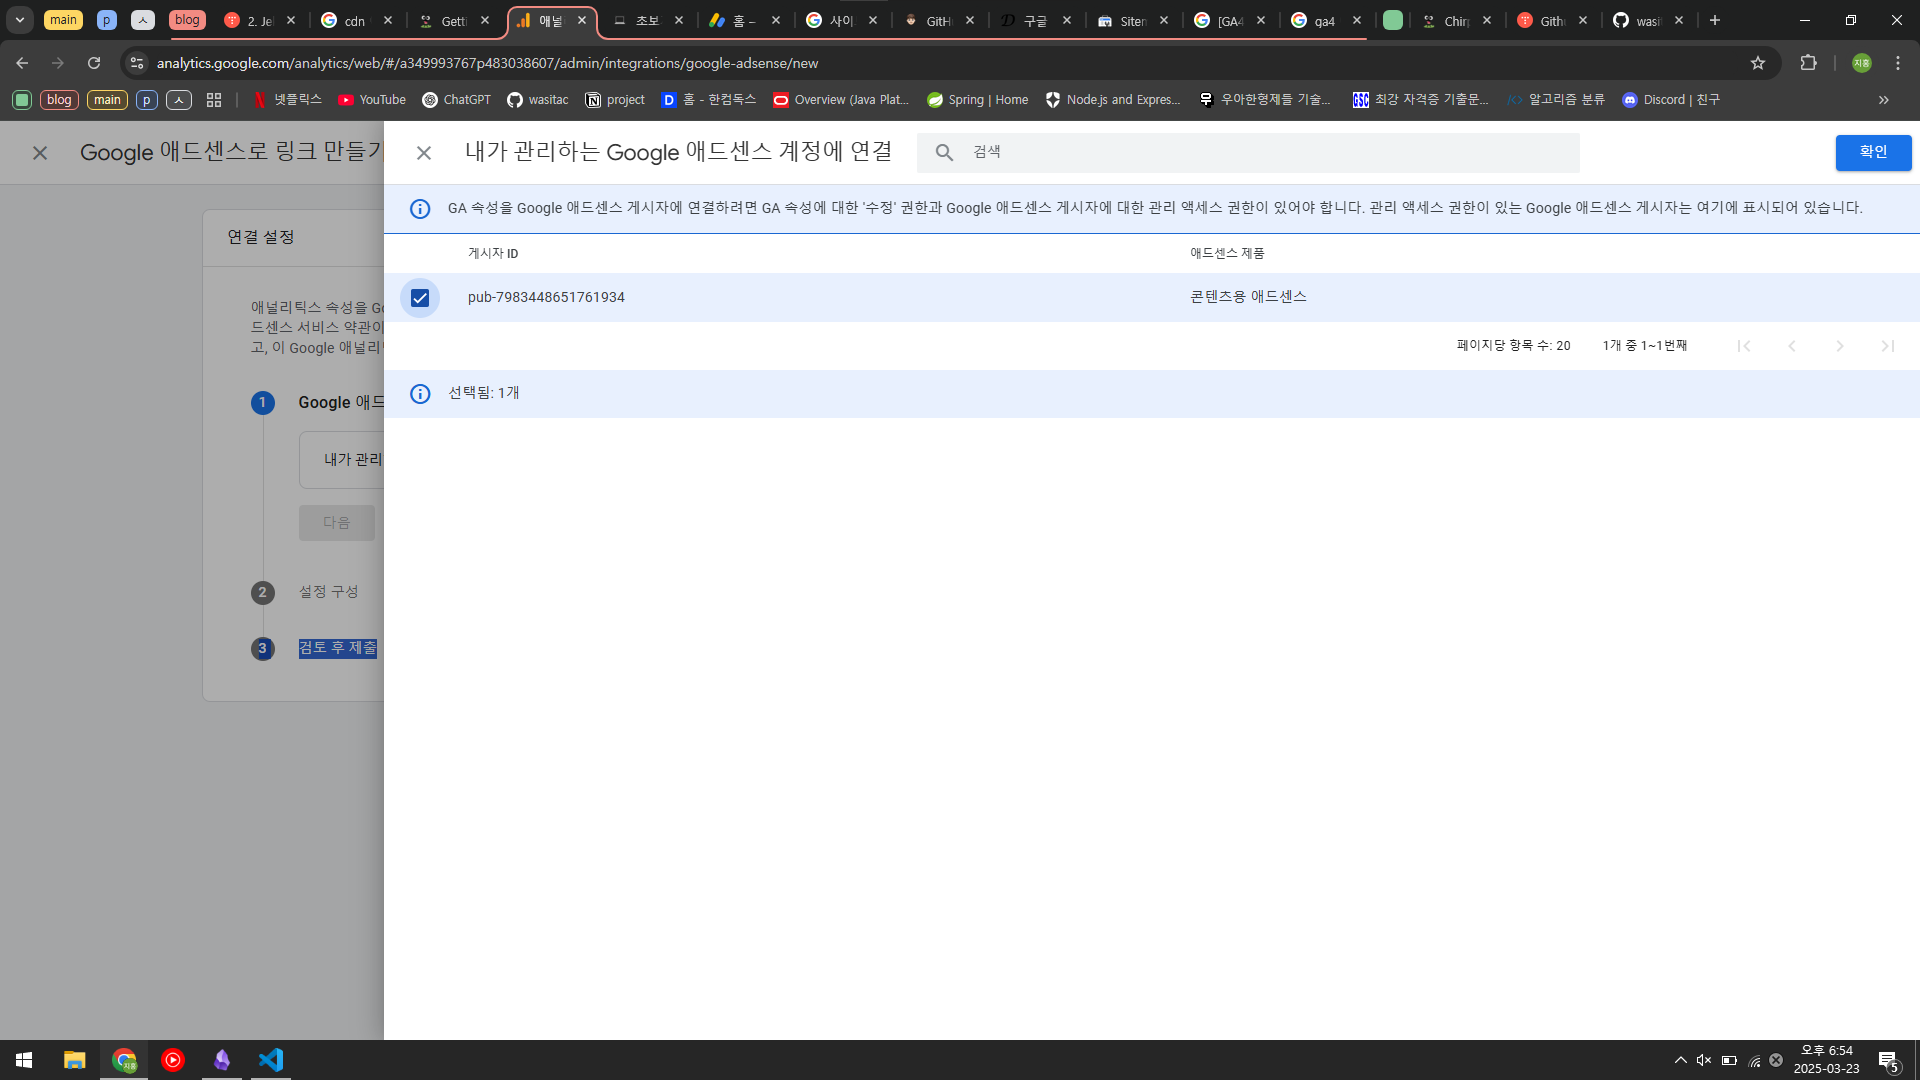 main
p
ㅅ
blog
2. Jel
cdn
Getti
애널
초보
홈 –
사이
GitH
구글
Siten
[GA4
ga4
Chirp
Gith
wasi
analytics.google.com/analytics/web/#/a349993767p483038607/admin/integrations/google-adsense/new
지홍
blog
main
p
ㅅ
넷플릭스
YouTube
ChatGPT
wasitac
project
홈 - 한컴독스
Overview (Java Plat...
Spring | Home
Node.js and Expres...
우아한형제들 기술...
최강 자격증 기출문...
알고리즘 분류
Discord | 친구
»
Google 애드센스로 링크 만들기
내가 관리하는 Google 애드센스 계정에 연결
검색
확인
GA 속성을 Google 애드센스 게시자에 연결하려면 GA 속성에 대한 '수정' 권한과 Google 애드센스 게시자에 대한 관리 액세스 권한이 있어야 합니다. 관리 액세스 권한이 있는 Google 애드센스 게시자는 여기에 표시되어 있습니다.
연결 설정
게시자 ID
애드센스 제품
pub-7983448651761934
콘텐츠용 애드센스
애널리틱스 속성을 Go
드센스 서비스 약관이
고, 이 Google 애널리
페이지당 항목 수: 20
1개 중 1~1번째
선택됨: 1개
1
Google 애드
내가 관리
다음
2
설정 구성
3
검토 후 제출
지홍
오후 6:54
2025-03-23
5